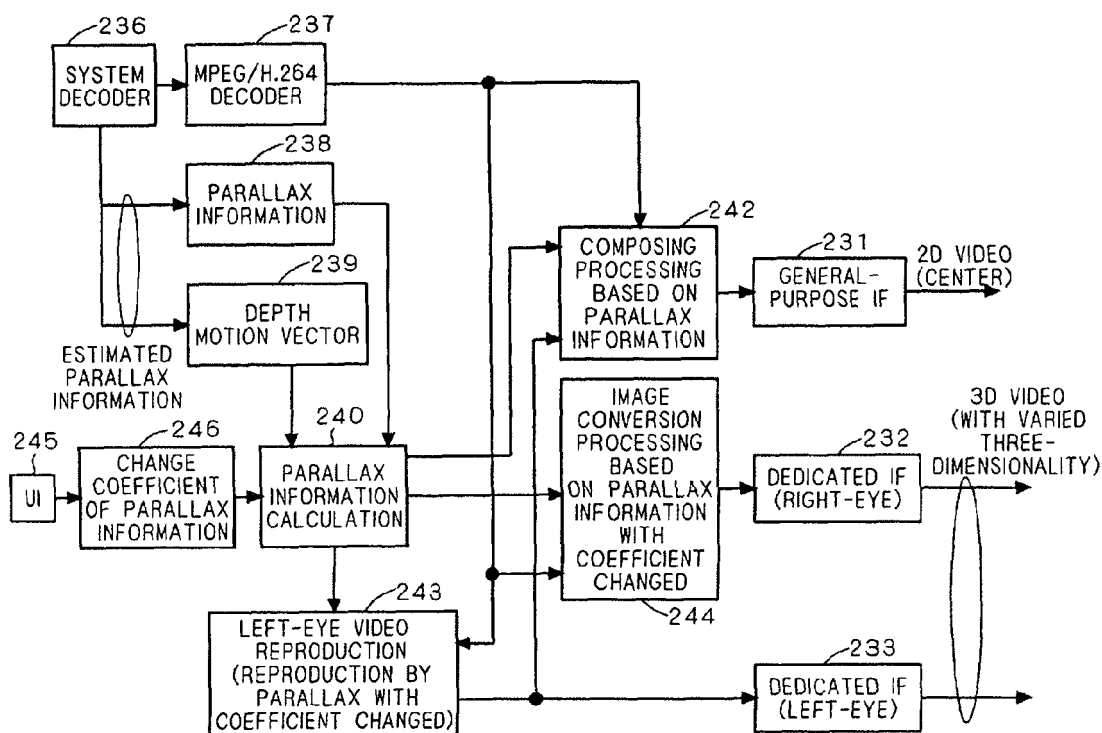 236
SYSTEM
DECODER
237
MPEG/H.264
DECODER
238
PARALLAX
INFORMATION
239
DEPTH
MOTION VECTOR
ESTIMATED
PARALLAX
INFORMATION
242
COMPOSING
PROCESSING
BASED ON
PARALLAX
INFORMATION
231
GENERAL-
PURPOSE IF
2D VIDEO
(CENTER)
245
UI
246
CHANGE
COEFFICIENT
OF PARALLAX
INFORMATION
240
PARALLAX
INFORMATION
CALCULATION
IMAGE
CONVERSION
PROCESSING
BASED
ON PARALLAX
INFORMATION
WITH
COEFFICIENT
CHANGED
244
232
DEDICATED IF
(RIGHT-EYE)
3D VIDEO
(WITH VARIED
THREE-
DIMENSIONALITY)
243
LEFT-EYE VIDEO
REPRODUCTION
(REPRODUCTION BY
PARALLAX WITH
COEFFICIENT CHANGED)
233
DEDICATED IF
(LEFT-EYE)